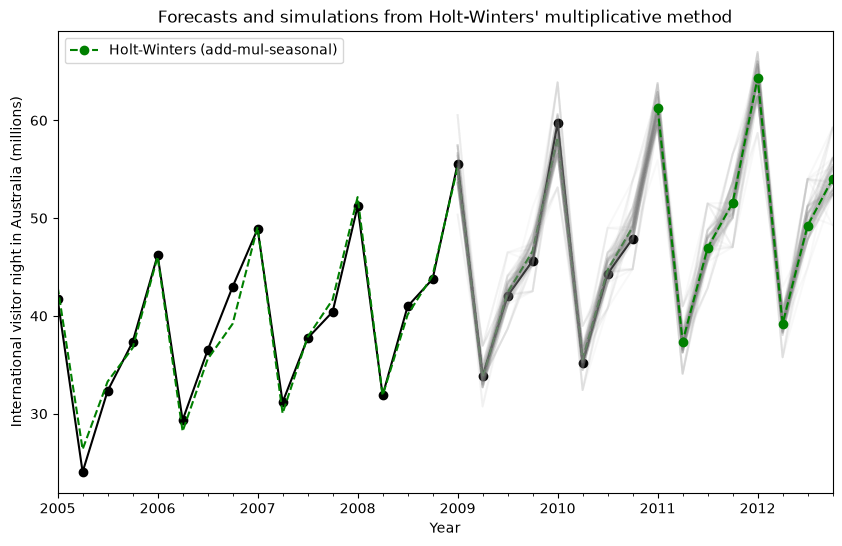 Forecasts and simulations from Holt-Winters' multiplicative method
Holt-Winters (add-mul-seasonal)
International visitor night in Australia (millions)
60
50
40
30
2005 2006 2007 2008 2009 2010 2011 2012
Year